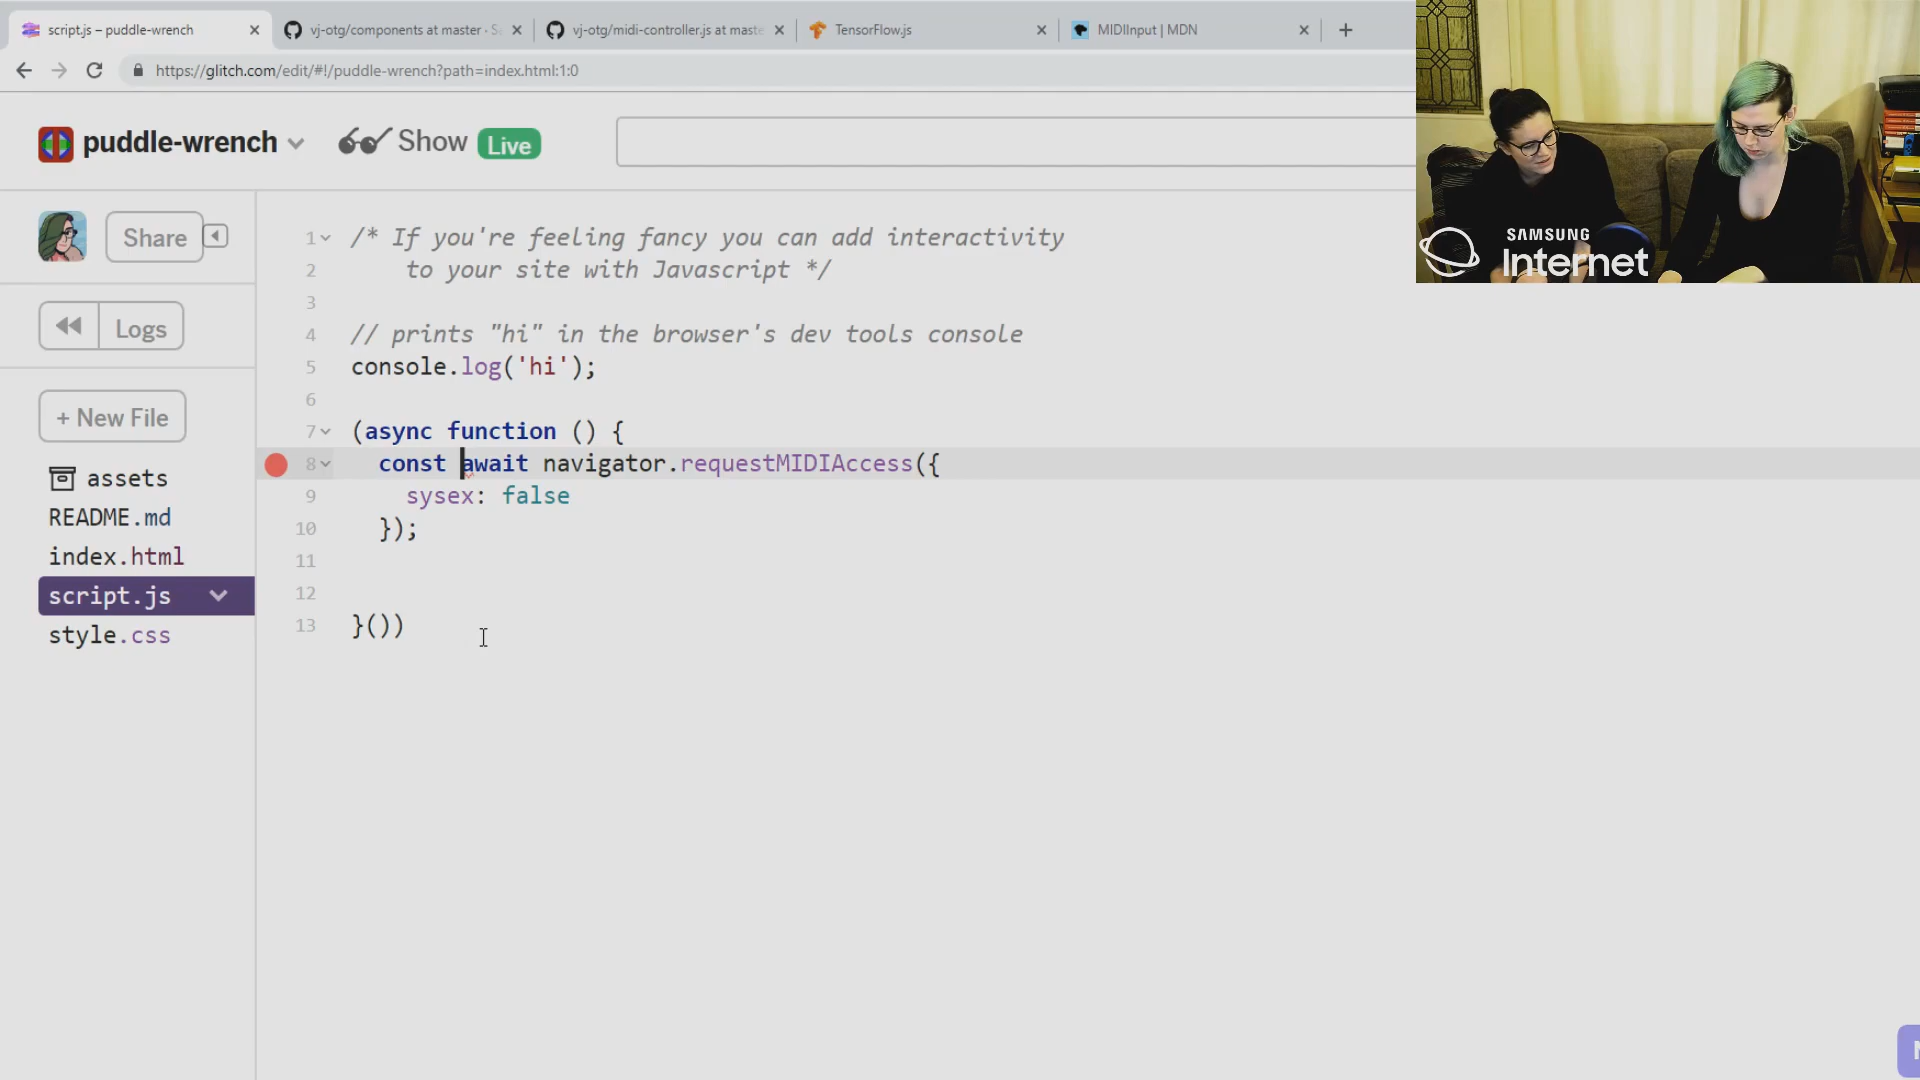 script.js – puddle-wrench
vj-otg/components at master · Se
vj-otg/midi-controller.js at maste
TensorFlow.js
MIDIInput | MDN
https://glitch.com/edit/#!/puddle-wrench?path=index.html:1:0
puddle-wrench
Show
Live
SAMSUNG
Internet
Share
Logs
+ New File
assets
README.md
index.html
script.js
style.css
1 /* If you're feeling fancy you can add interactivity
2 to your site with Javascript */
3
4 // prints "hi" in the browser's dev tools console
5 console.log('hi');
6
7 (async function () {
8 const await navigator.requestMIDIAccess({
9 sysex: false
10 });
11
12
13 }())